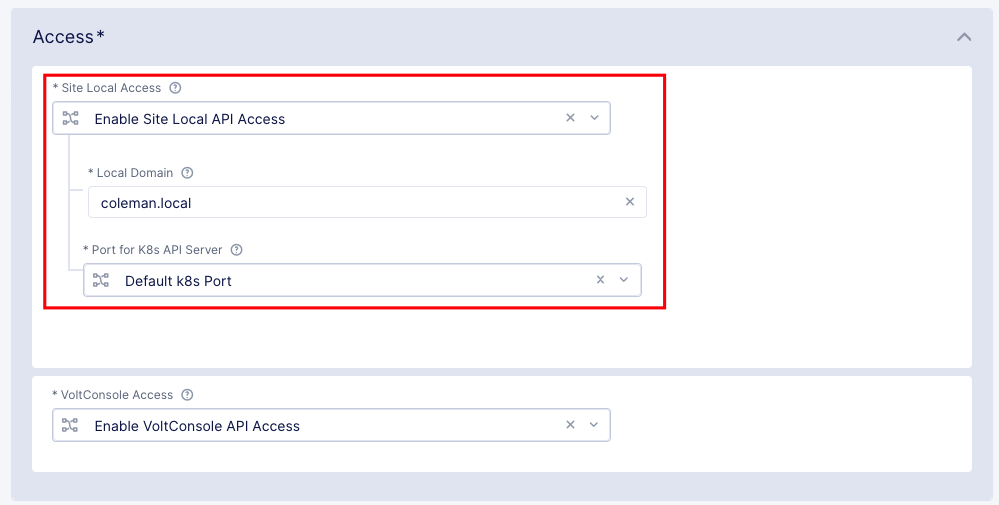 Access*
* Site Local Access
Enable Site Local API Access
* Local Domain
coleman.local
* Port for K8s API Server
Default k8s Port
* VoltConsole Access
Enable VoltConsole API Access